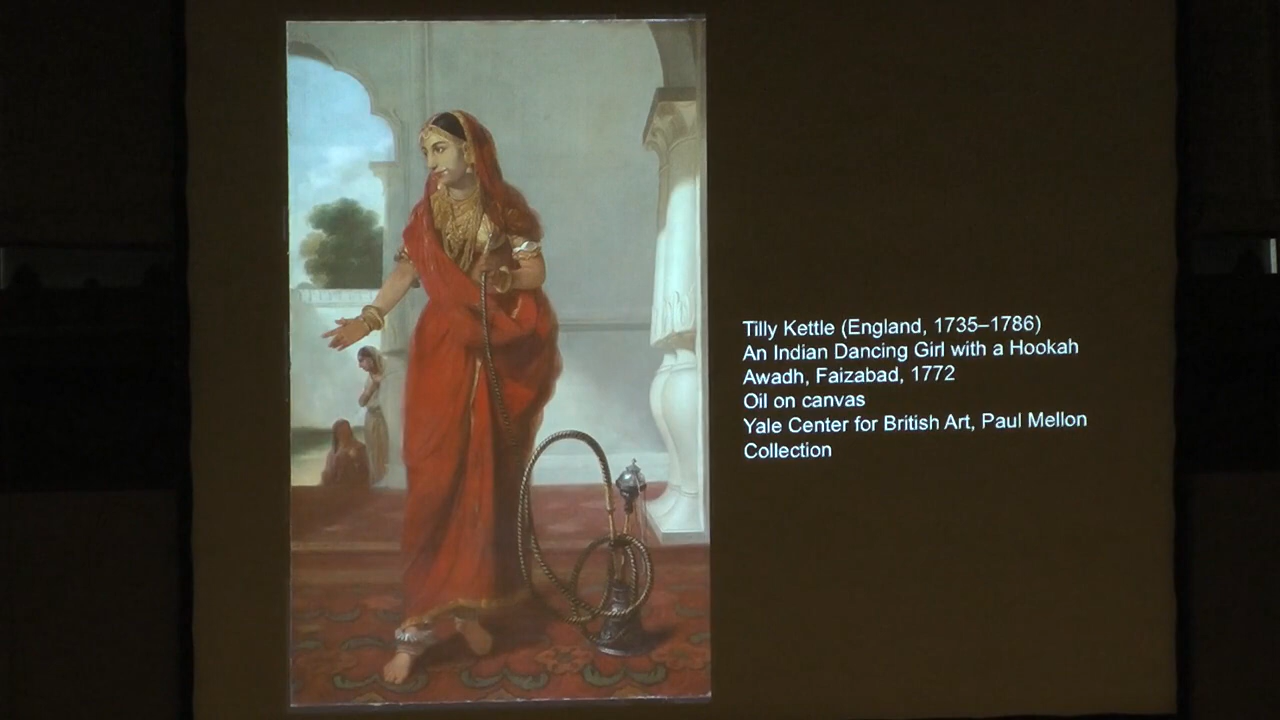 Tilly Kettle (England, 1735–1786)
An Indian Dancing Girl with a Hookah
Awadh, Faizabad, 1772
Oil on canvas
Yale Center for British Art, Paul Mellon
Collection